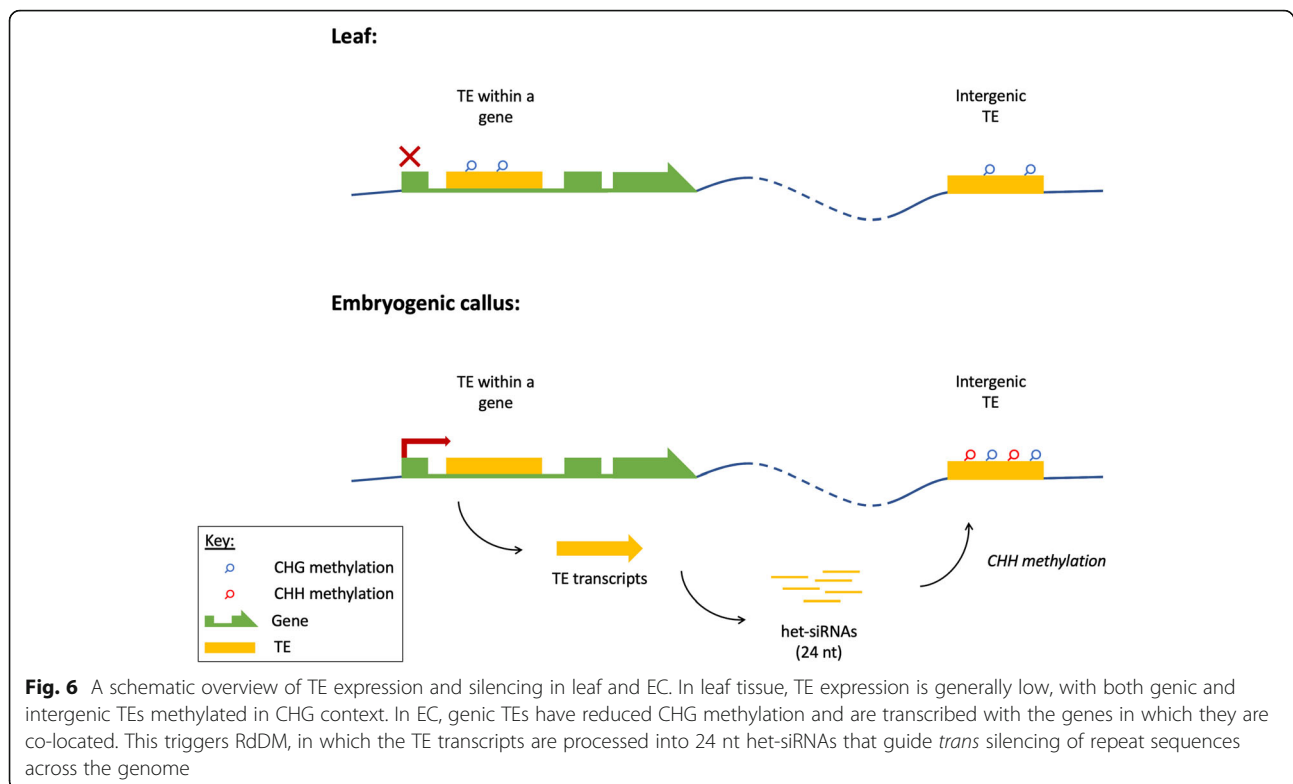 Leaf:
TE within a
gene
Intergenic
TE
Embryogenic callus:
TE within a
gene
Intergenic
TE
Key:
CHG methylation
CHH methylation
Gene
TE
TE transcripts
het-siRNAs
(24 nt)
CHH methylation
Fig. 6 A schematic overview of TE expression and silencing in leaf and EC. In leaf tissue, TE expression is generally low, with both genic and
intergenic TEs methylated in CHG context. In EC, genic TEs have reduced CHG methylation and are transcribed with the genes in which they are
co-located. This triggers RdDM, in which the TE transcripts are processed into 24 nt het-siRNAs that guide trans silencing of repeat sequences
across the genome